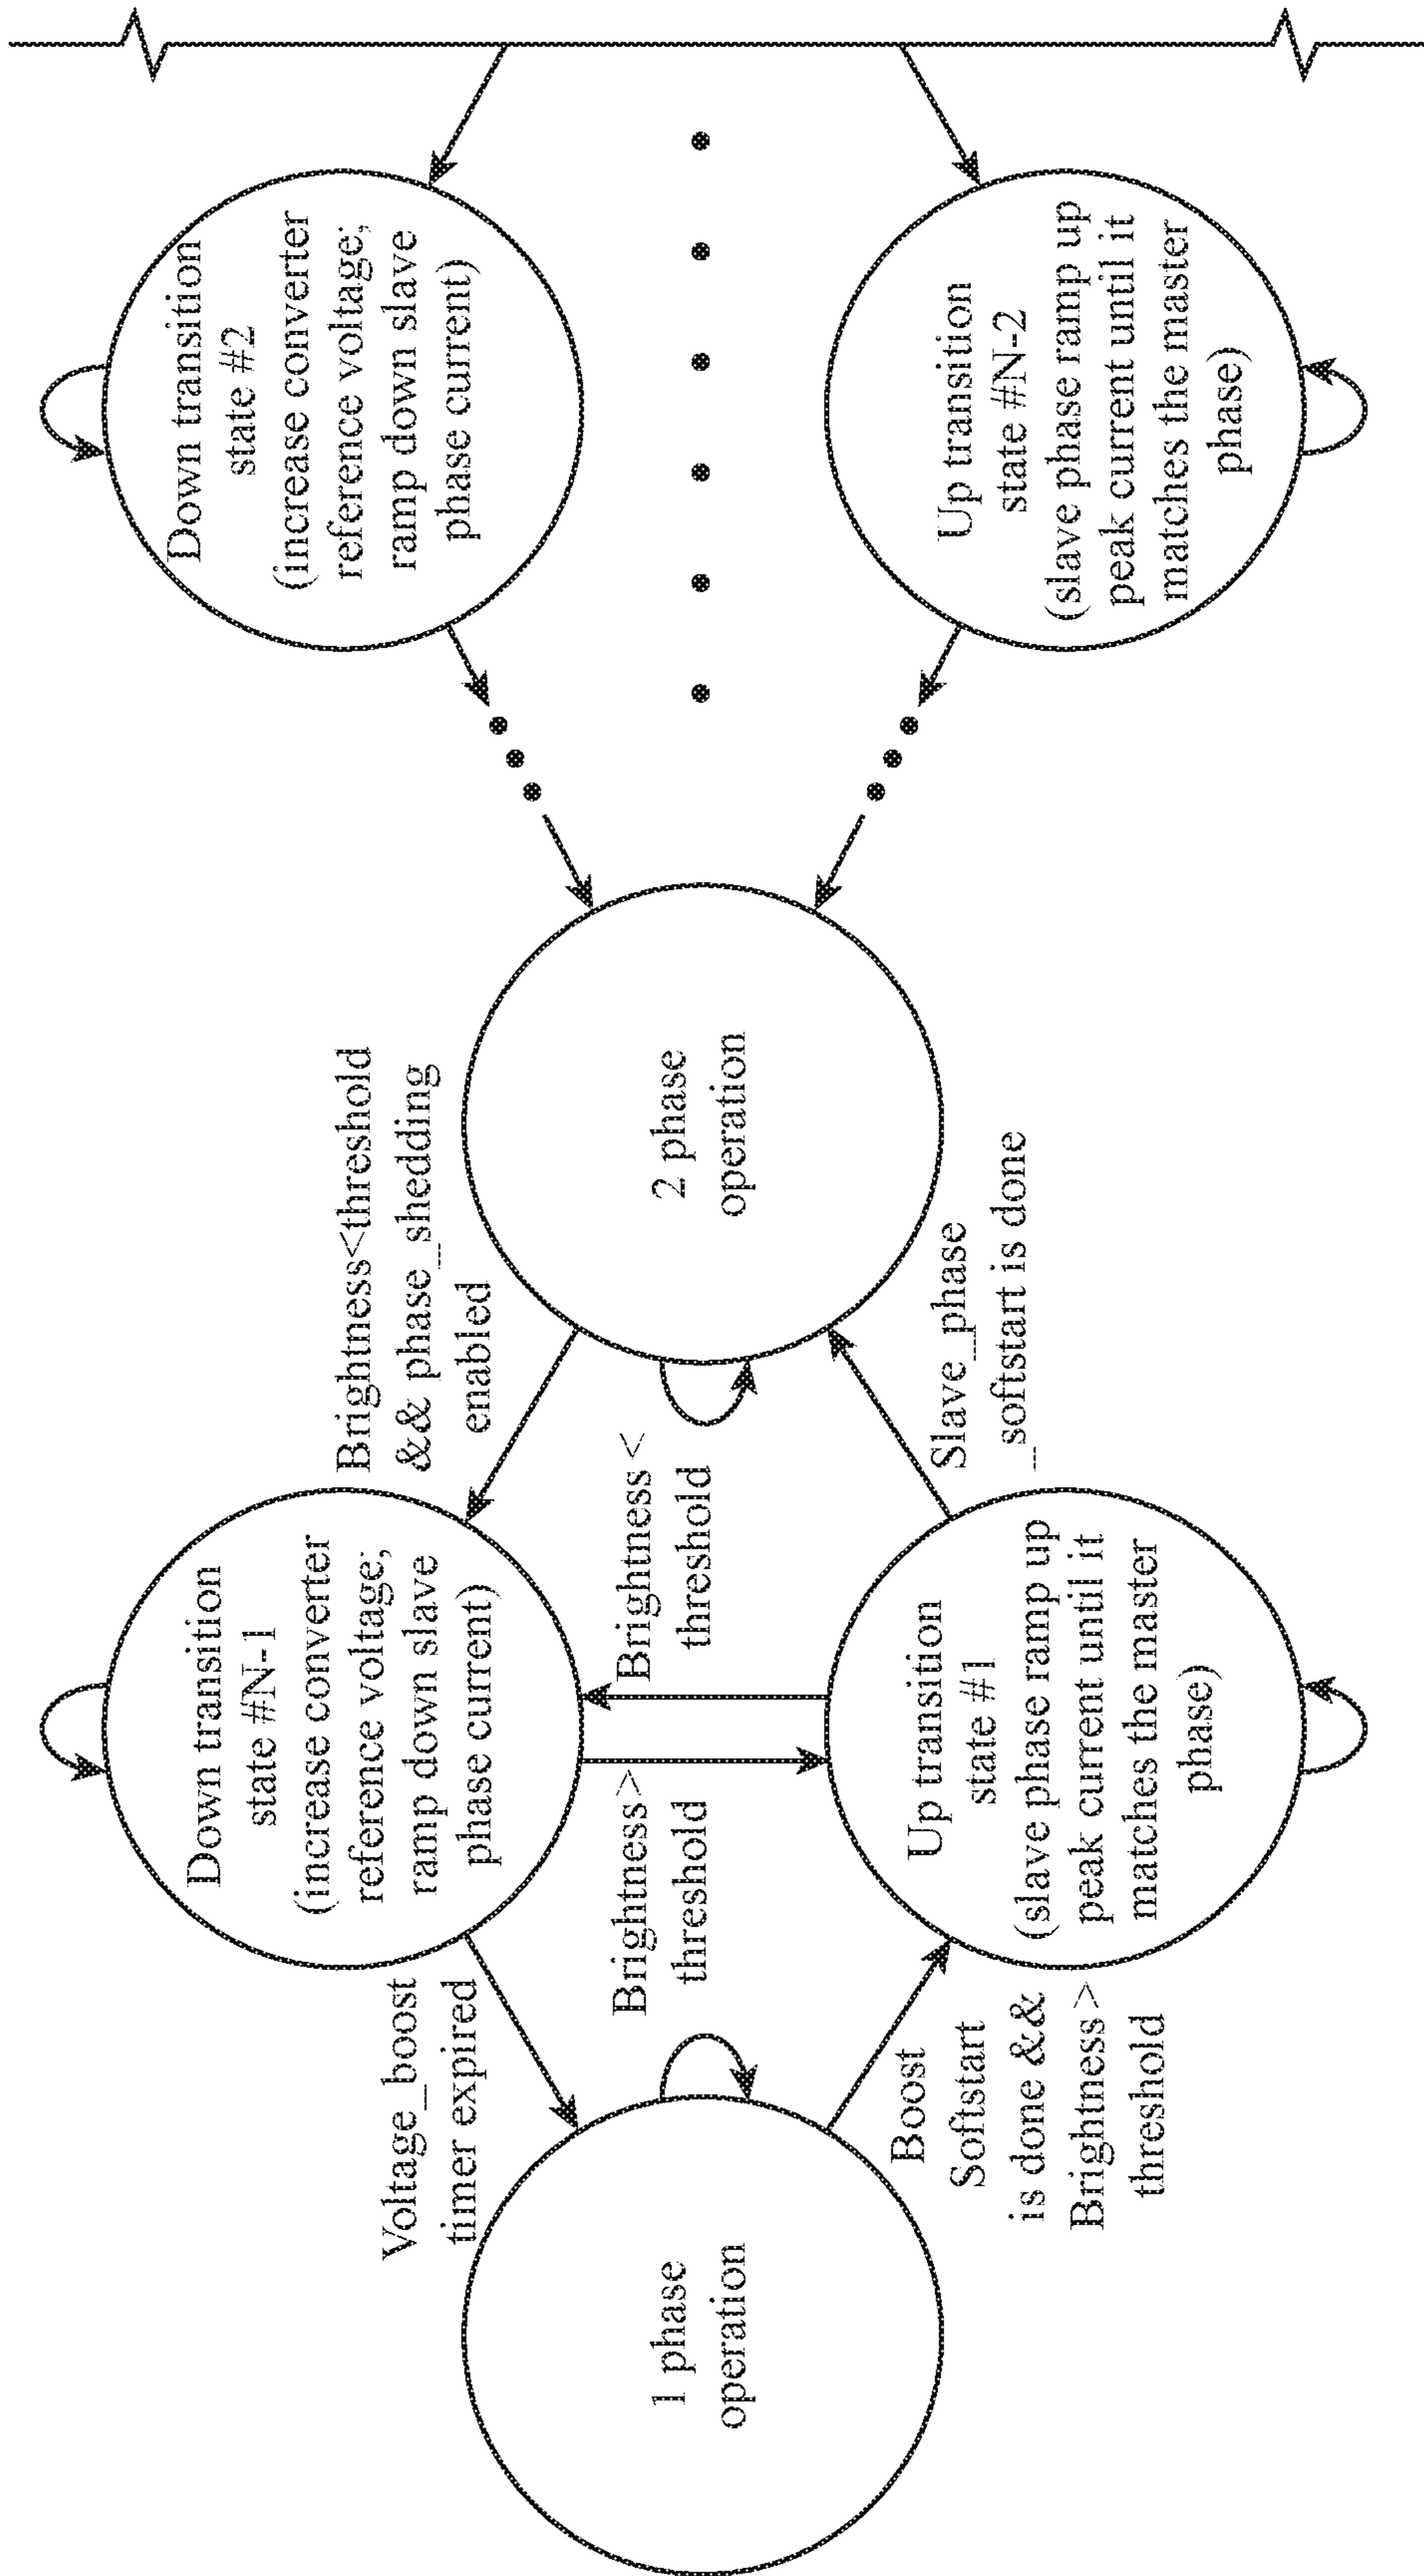 Down transition
state #2
(increase converter
reference voltage;
ramp down slave
phase current)
Up transition
state #N-2
(slave phase ramp up
peak current until it
matches the master
phase)
2 phase
operation
Brightness<threshold
&& phase_shedding
enabled
Brightness<
threshold
Slave_phase
_softstart is done
Down transition
state #N-1
(increase converter
reference voltage;
ramp down slave
phase current)
Up transition
state #1
(slave phase ramp up
peak current until it
matches the master
phase)
Voltage_boost
timer expired
Brightness>
threshold
Boost
Softstart
is done &&
Brightness>
threshold
1 phase
operation